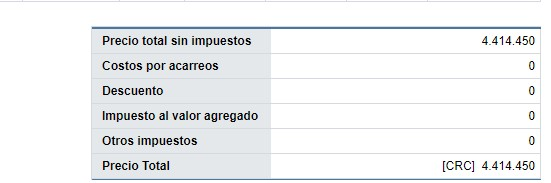 Precio total sin impuestos 4.414.450
Costos por acarreos 0
Descuento 0
Impuesto al valor agregado 0
Otros impuestos 0
Precio Total [CRC] 4.414.450